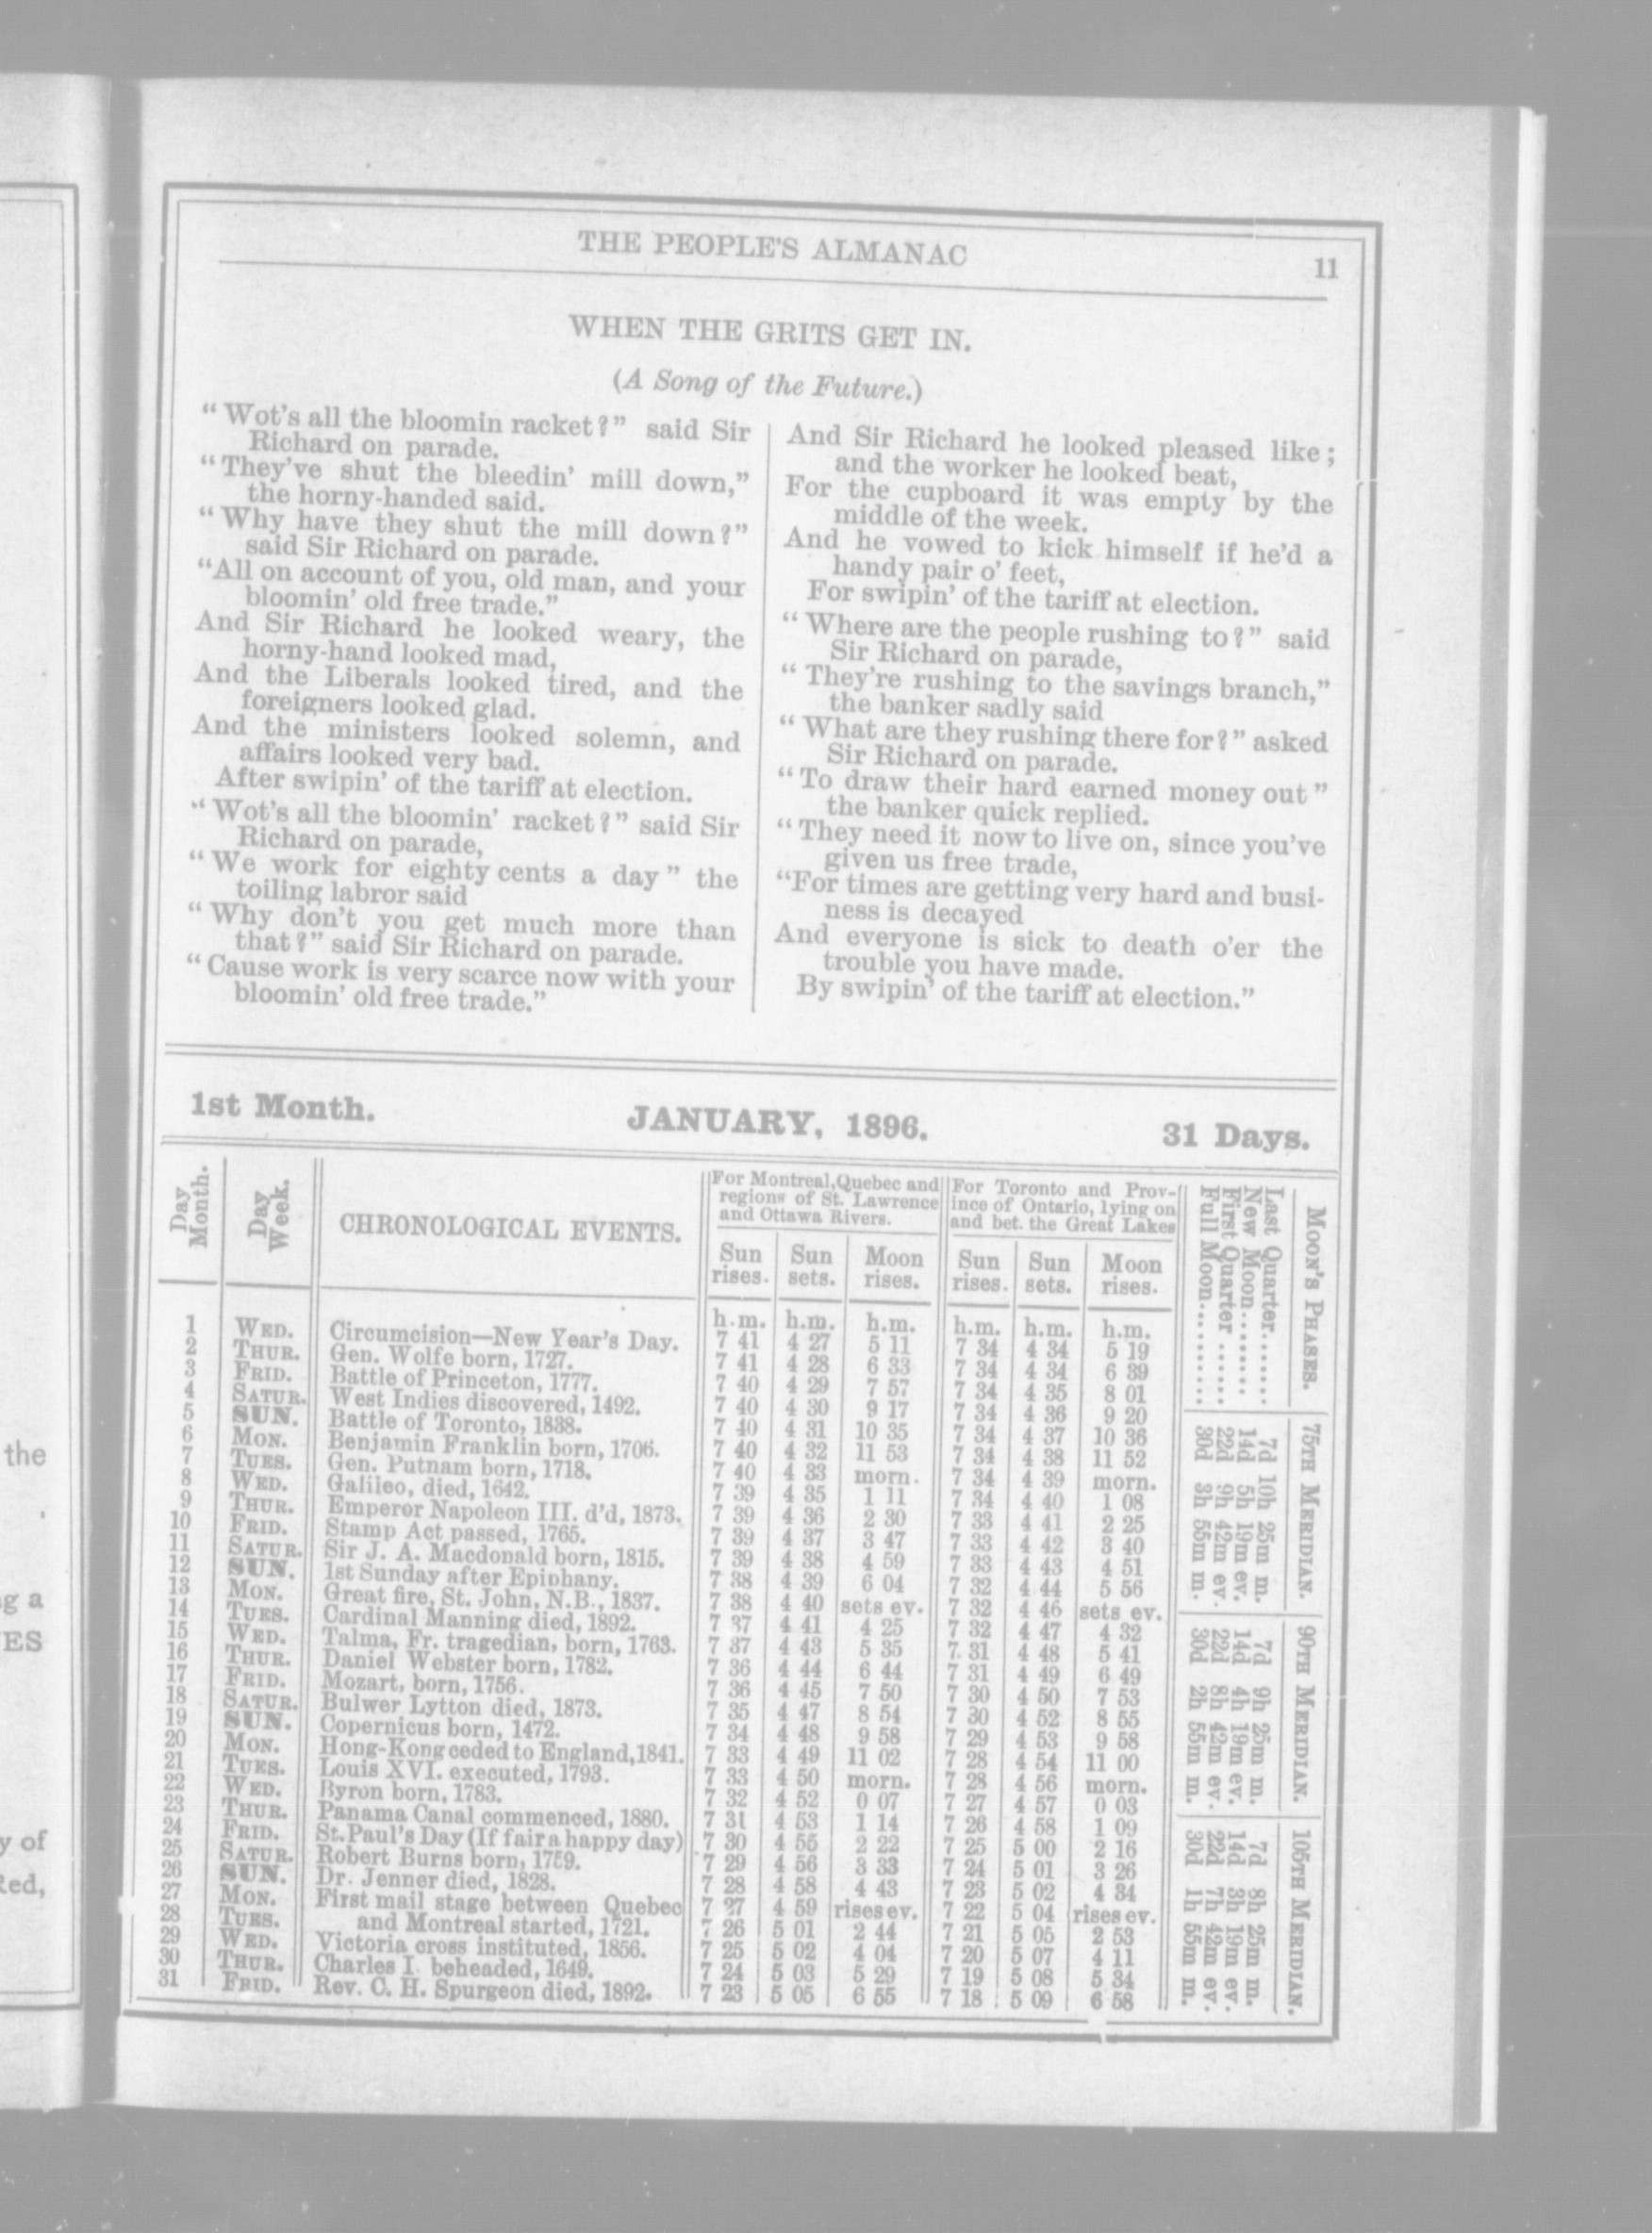 THE PEOPLE'S ALMANAC 11
WHEN THE GRITS GET IN.
(A Song of the Future.)
“Wot's all the bloomin racket?” said Sir
Richard on parade.
“They've shut the bleedin' mill down,”
the horny-handed said.
“Why have they shut the mill down?”
said Sir Richard on parade.
“All on account of you, old man, and your
bloomin' old free trade.”
And Sir Richard he looked weary, the
horny-hand looked mad,
And the Liberals looked tired, and the
foreigners looked glad.
And the ministers looked solemn, and
affairs looked very bad.
After swipin' of the tariff at election.
“Wot's all the bloomin' racket?” said Sir
Richard on parade,
“We work for eighty cents a day” the
toiling labror said
“Why don't you get much more than
that?” said Sir Richard on parade.
“Cause work is very scarce now with your
bloomin' old free trade.”
And Sir Richard he looked pleased like;
and the worker he looked beat,
For the cupboard it was empty by the
middle of the week.
And he vowed to kick himself if he'd a
handy pair o' feet,
For swipin' of the tariff at election.
“Where are the people rushing to?” said
Sir Richard on parade,
“They're rushing to the savings branch,”
the banker sadly said
“What are they rushing there for?” asked
Sir Richard on parade.
“To draw their hard earned money out”
the banker quick replied.
“They need it now to live on, since you've
given us free trade,
“For times are getting very hard and busi-
ness is decayed
And everyone is sick to death o'er the
trouble you have made.
By swipin' of the tariff at election.”
1st Month. JANUARY, 1896. 31 Days.
Day Month.
Day Week.
CHRONOLOGICAL EVENTS.
For Montreal, Quebec and
regions of St. Lawrence
and Ottawa Rivers.
For Toronto and Prov-
ince of Ontario, lying on
and bet. the Great Lakes
Sun rises. Sun sets. Moon rises. Sun rises. Sun sets. Moon rises.
h.m. h.m. h.m. h.m. h.m. h.m.
1 WED. Circumcision—New Year's Day. 7 41 4 27 5 11 7 34 4 34 5 19
2 THUR. Gen. Wolfe born, 1727. 7 41 4 28 6 33 7 34 4 34 6 39
3 FRID. Battle of Princeton, 1777. 7 40 4 29 7 57 7 34 4 35 8 01
4 SATUR. West Indies discovered, 1492. 7 40 4 30 9 17 7 34 4 36 9 20
5 SUN. Battle of Toronto, 1838. 7 40 4 31 10 35 7 34 4 37 10 36
6 MON. Benjamin Franklin born, 1706. 7 40 4 32 11 53 7 34 4 38 11 52
7 TUES. Gen. Putnam born, 1718. 7 40 4 33 morn. 7 34 4 39 morn.
8 WED. Galileo, died, 1642. 7 39 4 35 1 11 7 34 4 40 1 08
9 THUR. Emperor Napoleon III. d'd, 1873. 7 39 4 36 2 30 7 33 4 41 2 25
10 FRID. Stamp Act passed, 1765. 7 39 4 37 3 47 7 33 4 42 3 40
11 SATUR. Sir J. A. Macdonald born, 1815. 7 39 4 38 4 59 7 33 4 43 4 51
12 SUN. 1st Sunday after Epiphany. 7 38 4 39 6 04 7 32 4 44 5 56
13 MON. Great fire, St. John, N.B., 1837. 7 38 4 40 sets ev. 7 32 4 46 sets ev.
14 TUES. Cardinal Manning died, 1892. 7 37 4 41 4 25 7 32 4 47 4 32
15 WED. Talma, Fr. tragedian, born, 1763. 7 37 4 43 5 35 7 31 4 48 5 41
16 THUR. Daniel Webster born, 1782. 7 36 4 44 6 44 7 31 4 49 6 49
17 FRID. Mozart, born, 1756. 7 36 4 45 7 50 7 30 4 50 7 53
18 SATUR. Bulwer Lytton died, 1873. 7 35 4 47 8 54 7 30 4 52 8 55
19 SUN. Copernicus born, 1472. 7 34 4 48 9 58 7 29 4 53 9 58
20 MON. Hong-Kong ceded to England, 1841. 7 33 4 49 11 02 7 28 4 54 11 00
21 TUES. Louis XVI. executed, 1793. 7 33 4 50 morn. 7 28 4 56 morn.
22 WED. Byron born, 1783. 7 32 4 52 0 07 7 27 4 57 0 03
23 THUR. Panama Canal commenced, 1880. 7 31 4 53 1 14 7 26 4 58 1 09
24 FRID. St. Paul's Day (If fair a happy day) 7 30 4 55 2 22 7 25 5 00 2 16
25 SATUR. Robert Burns born, 1759. 7 29 4 56 3 33 7 24 5 01 3 26
26 SUN. Dr. Jenner died, 1828. 7 28 4 58 4 43 7 23 5 02 4 34
27 MON. First mail stage between Quebec 7 27 4 59 rises ev. 7 22 5 04 rises ev.
28 TUES. and Montreal started, 1721. 7 26 5 01 2 44 7 21 5 05 2 53
29 WED. Victoria cross instituted, 1856. 7 25 5 02 4 04 7 20 5 07 4 11
30 THUR. Charles I. beheaded, 1649. 7 24 5 03 5 29 7 19 5 08 5 34
31 FRID. Rev. C. H. Spurgeon died, 1892. 7 23 5 05 6 55 7 18 5 09 6 58
MOON'S PHASES. 75TH MERIDIAN. 90TH MERIDIAN. 105TH MERIDIAN.
Last Quarter....... 7d 10h 25m m. 7d 9h 25m m. 7d 8h 25m m.
New Moon........ 14d 5h 19m ev. 14d 4h 19m ev. 14d 3h 19m ev.
First Quarter ...... 22d 9h 42m ev. 22d 8h 42m ev. 22d 7h 42m ev.
Full Moon.......... 30d 3h 55m m. 30d 2h 55m m. 30d 1h 55m m.
the
y of